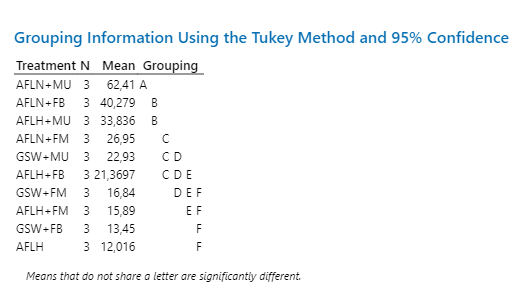 Grouping Information Using the Tukey Method and 95% Confidence
Treatment N Mean Grouping
AFLN+MU 3 62,41 A
AFLN+FB 3 40,279 B
AFLH+MU 3 33,836 B
AFLN+FM 3 26,95 C
GSW+MU 3 22,93 C D
AFLH+FB 3 21,3697 C D E
GSW+FM 3 16,84 D E F
AFLH+FM 3 15,89 E F
GSW+FB 3 13,45 F
AFLH 3 12,016 F
Means that do not share a letter are significantly different.